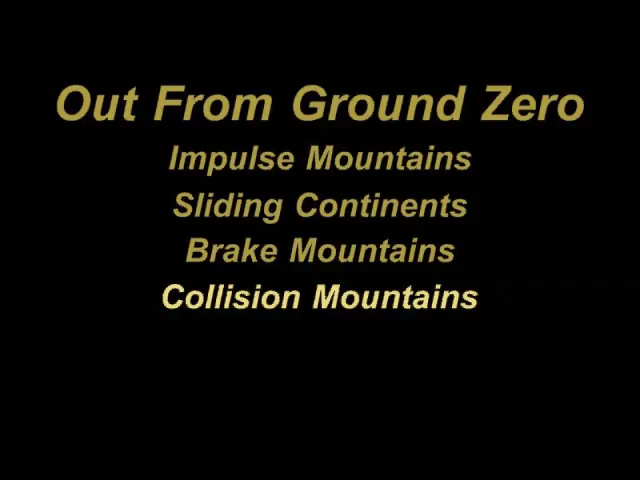 Out From Ground Zero
Impulse Mountains
Sliding Continents
Brake Mountains
Collision Mountains